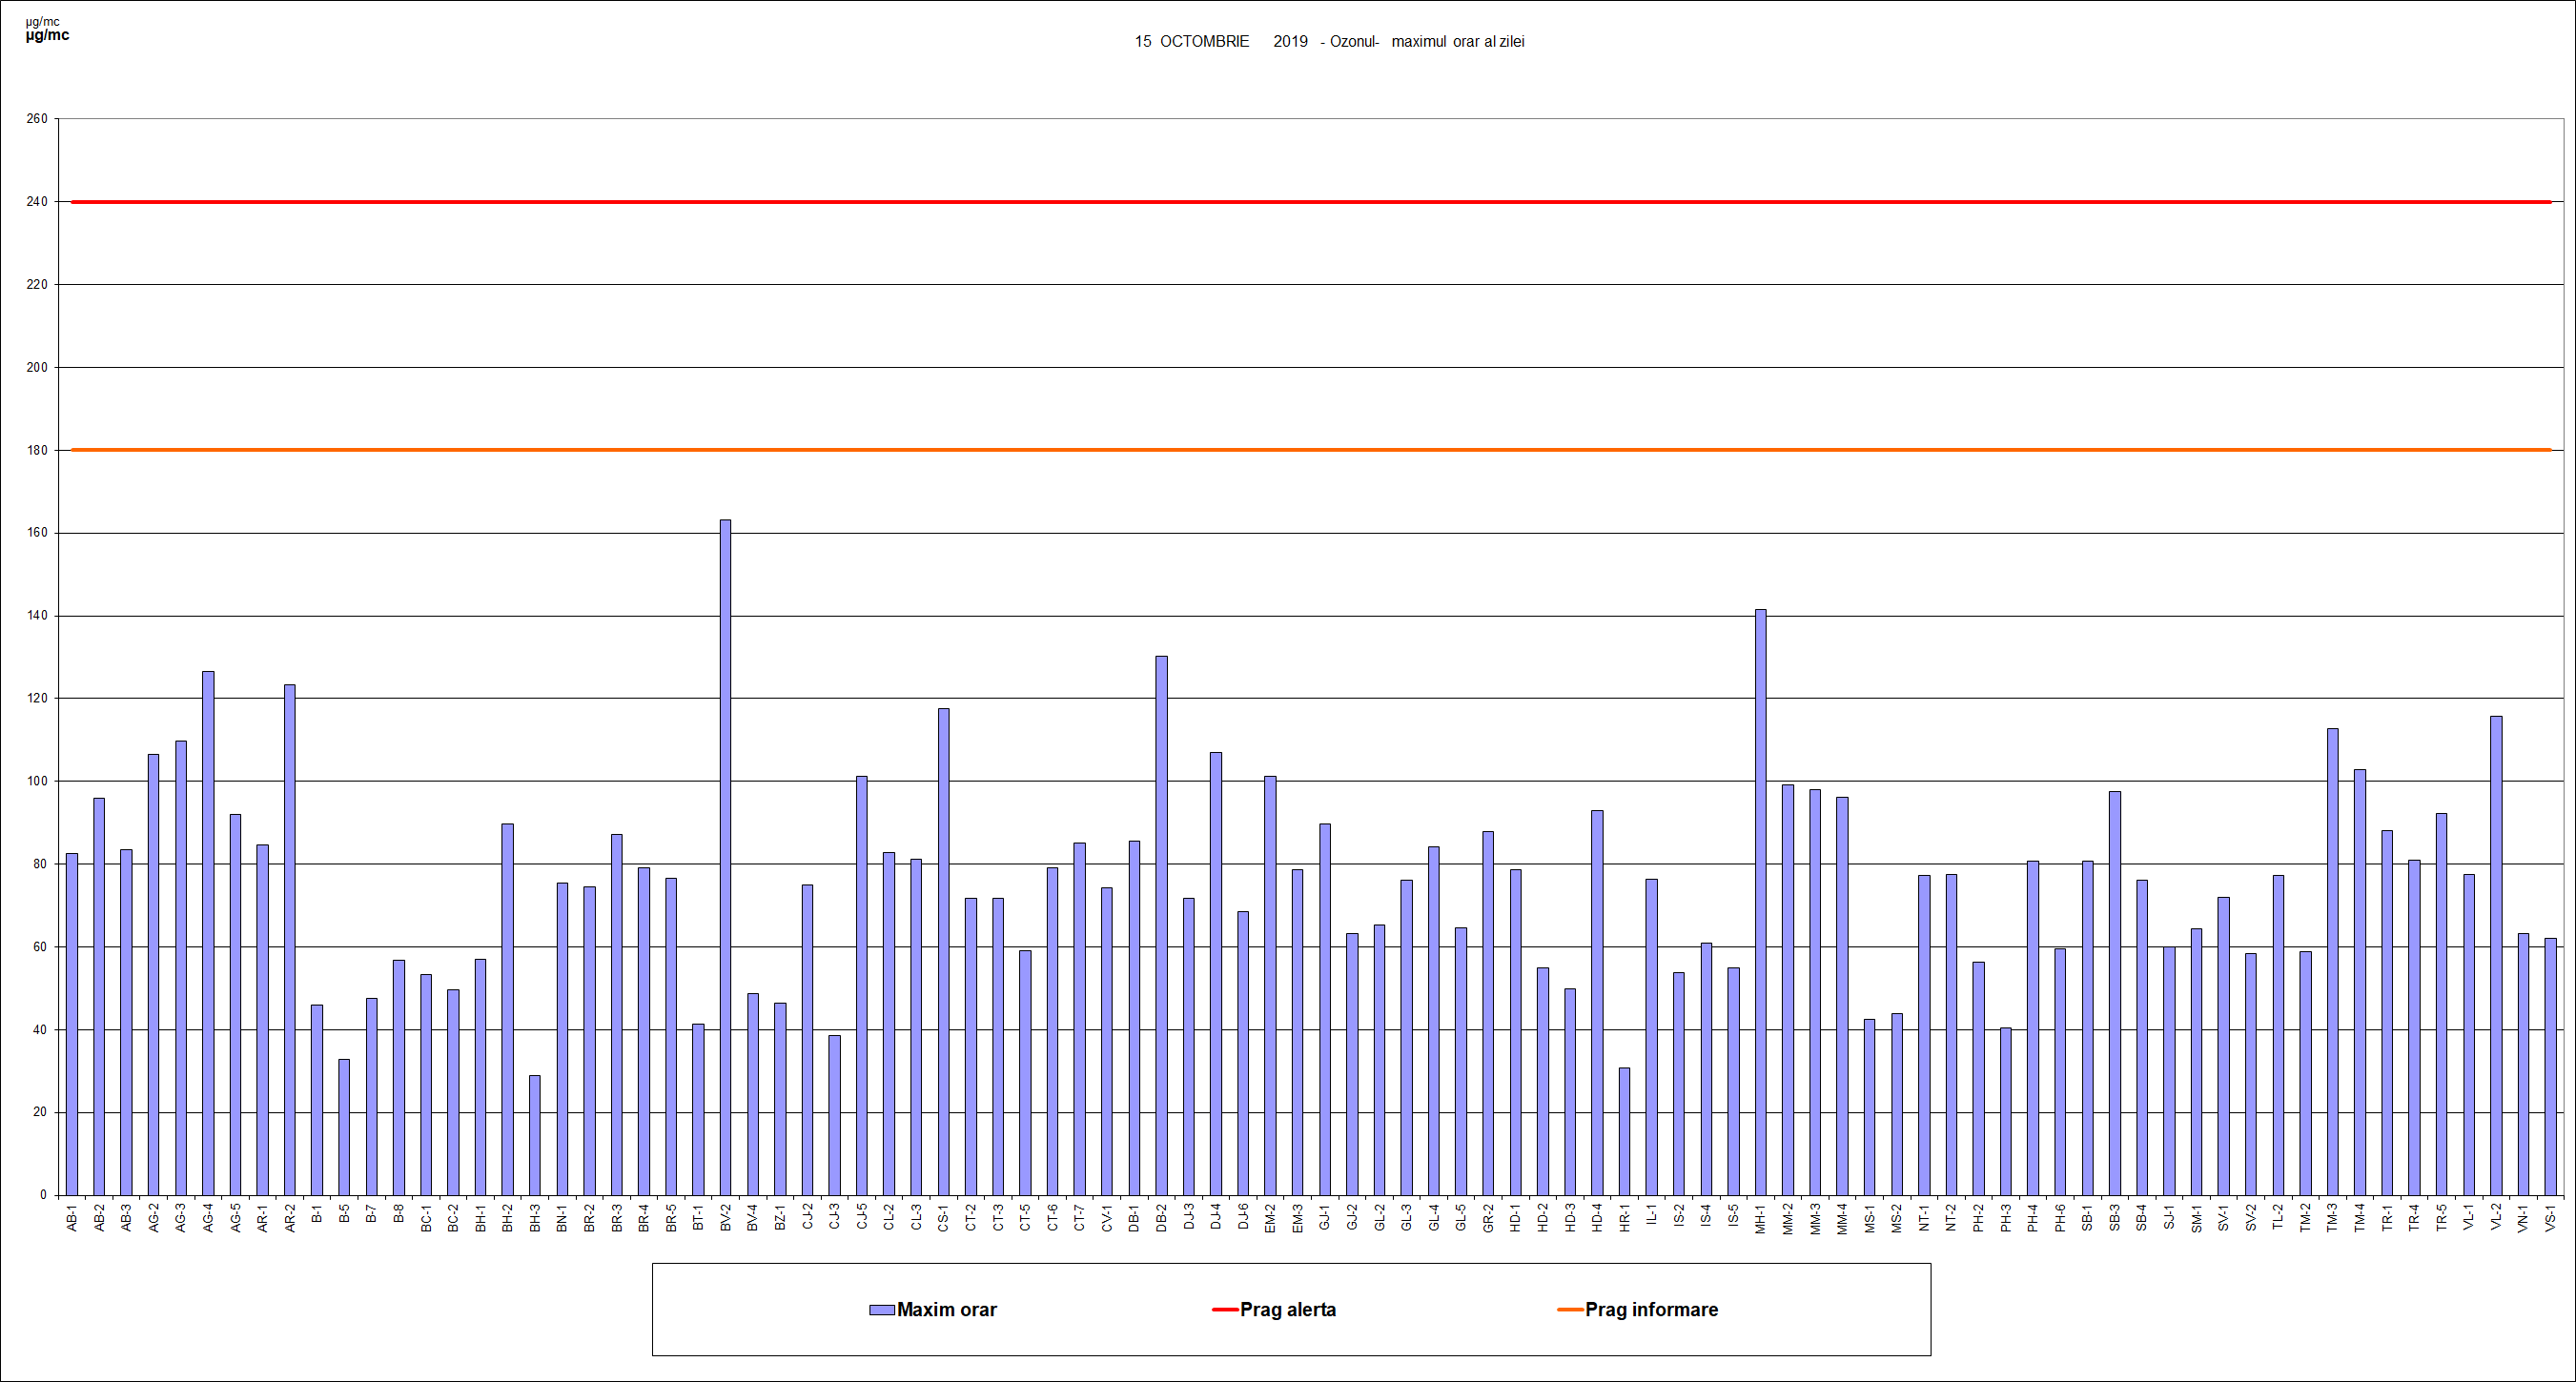 µg/mc
µg/mc
15 OCTOMBRIE 2019 - Ozonul- maximul orar al zilei
260
240
220
200
180
160
140
120
100
80
60
40
20
0
AB-1 AB-2 AB-3 AG-2 AG-3 AG-4 AG-5 AR-1 AR-2 B-1 B-5 B-7 B-8 BC-1 BC-2 BH-1 BH-2 BH-3 BN-1 BR-2 BR-3 BR-4 BR-5 BT-1 BV-2 BV-4 BZ-1 CJ-2 CJ-3 CJ-5 CL-2 CL-3 CS-1 CT-2 CT-3 CT-5 CT-6 CT-7 CV-1 DB-1 DB-2 DJ-3 DJ-4 DJ-6 EM-2 EM-3 GJ-1 GJ-2 GL-2 GL-3 GL-4 GL-5 GR-2 HD-1 HD-2 HD-3 HD-4 HR-1 IL-1 IS-2 IS-4 IS-5 MH-1 MM-2 MM-3 MM-4 MS-1 MS-2 NT-1 NT-2 PH-2 PH-3 PH-4 PH-6 SB-1 SB-3 SB-4 SJ-1 SM-1 SV-1 SV-2 TL-2 TM-2 TM-3 TM-4 TR-1 TR-4 TR-5 VL-1 VL-2 VN-1 VS-1
Maxim orar Prag alerta Prag informare